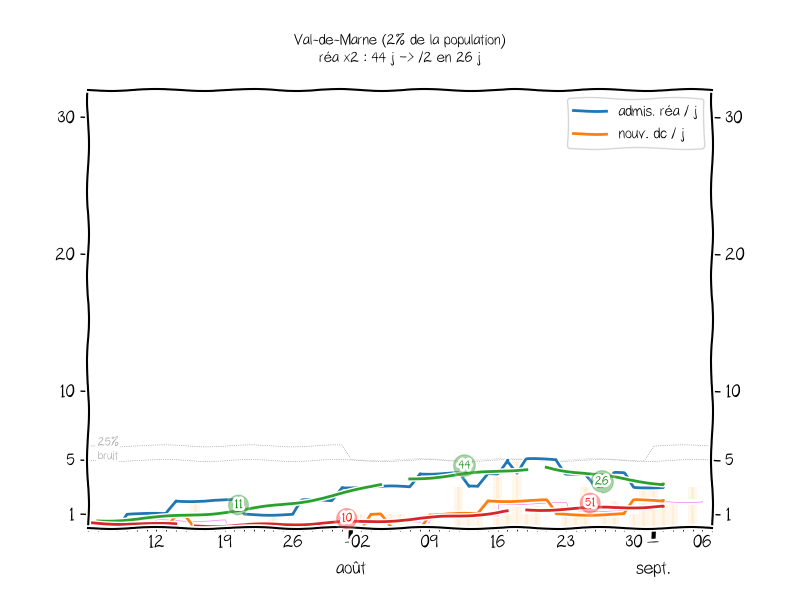 Val-de-Marne (2% de la population)
réa x2 : 44 j -> /2 en 26 j
admis. réa / j
nouv. dc / j
30
30
20
20
10
10
25%
bruit
5
5
44
26
11
51
10
1
1
12 19 26 02 09 16 23 30 06
août sept.